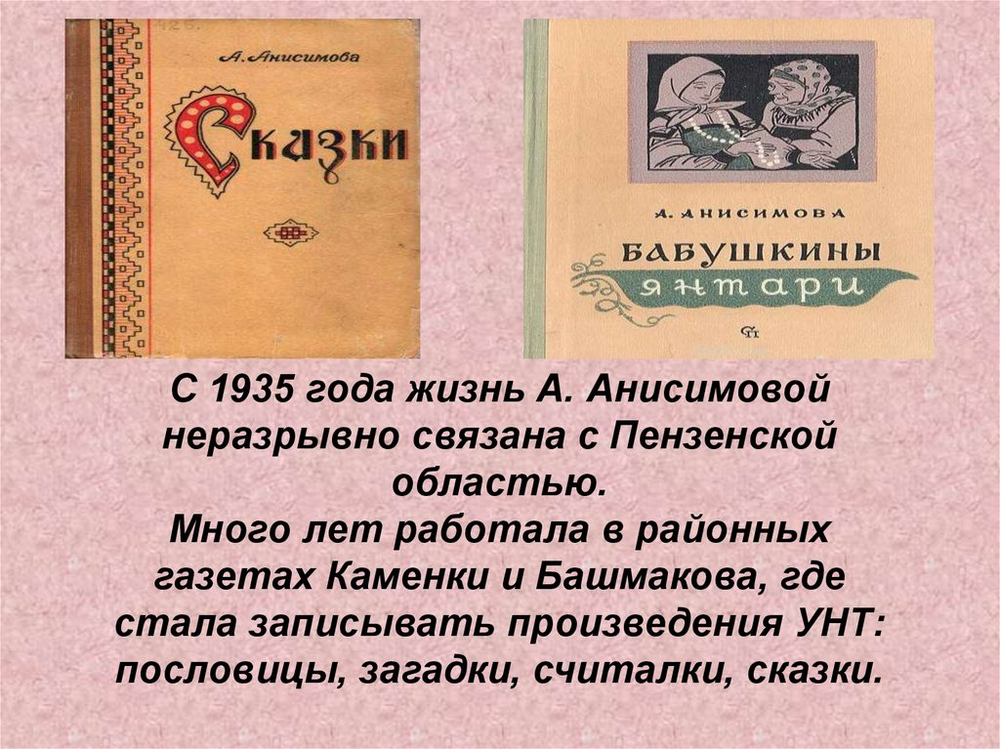 А. Анисимова
Сказки
А. АНИСИМОВА
БАБУШКИНЫ
янтари
С 1935 года жизнь А. Анисимовой
неразрывно связана с Пензенской
областью.
Много лет работала в районных
газетах Каменки и Башмакова, где
стала записывать произведения УНТ:
пословицы, загадки, считалки, сказки.